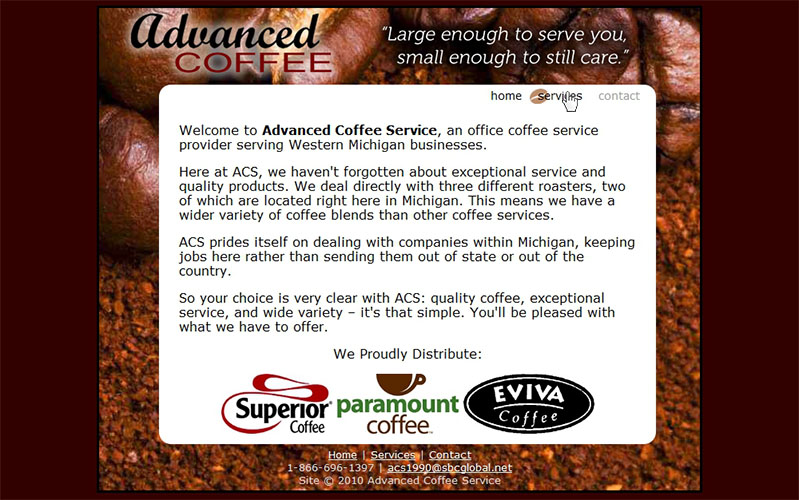 Advanced
COFFEE
“Large enough to serve you,
small enough to still care.”
home services contact
Welcome to Advanced Coffee Service, an office coffee service
provider serving Western Michigan businesses.
Here at ACS, we haven't forgotten about exceptional service and
quality products. We deal directly with three different roasters, two
of which are located right here in Michigan. This means we have a
wider variety of coffee blends than other coffee services.
ACS prides itself on dealing with companies within Michigan, keeping
jobs here rather than sending them out of state or out of the
country.
So your choice is very clear with ACS: quality coffee, exceptional
service, and wide variety – it's that simple. You'll be pleased with
what we have to offer.
We Proudly Distribute:
Superior®
Coffee
paramount
coffee™
EVIVA
Coffee
Home | Services | Contact
1-866-696-1397 | acs1990@sbcglobal.net
Site © 2010 Advanced Coffee Service